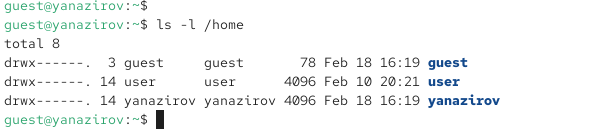 guest@yanazirov:~$
guest@yanazirov:~$ ls -l /home
total 8
drwx------.  3 guest     guest       78 Feb 18 16:19 guest
drwx------. 14 user      user      4096 Feb 10 20:21 user
drwx------. 14 yanazirov yanazirov 4096 Feb 18 16:19 yanazirov
guest@yanazirov:~$